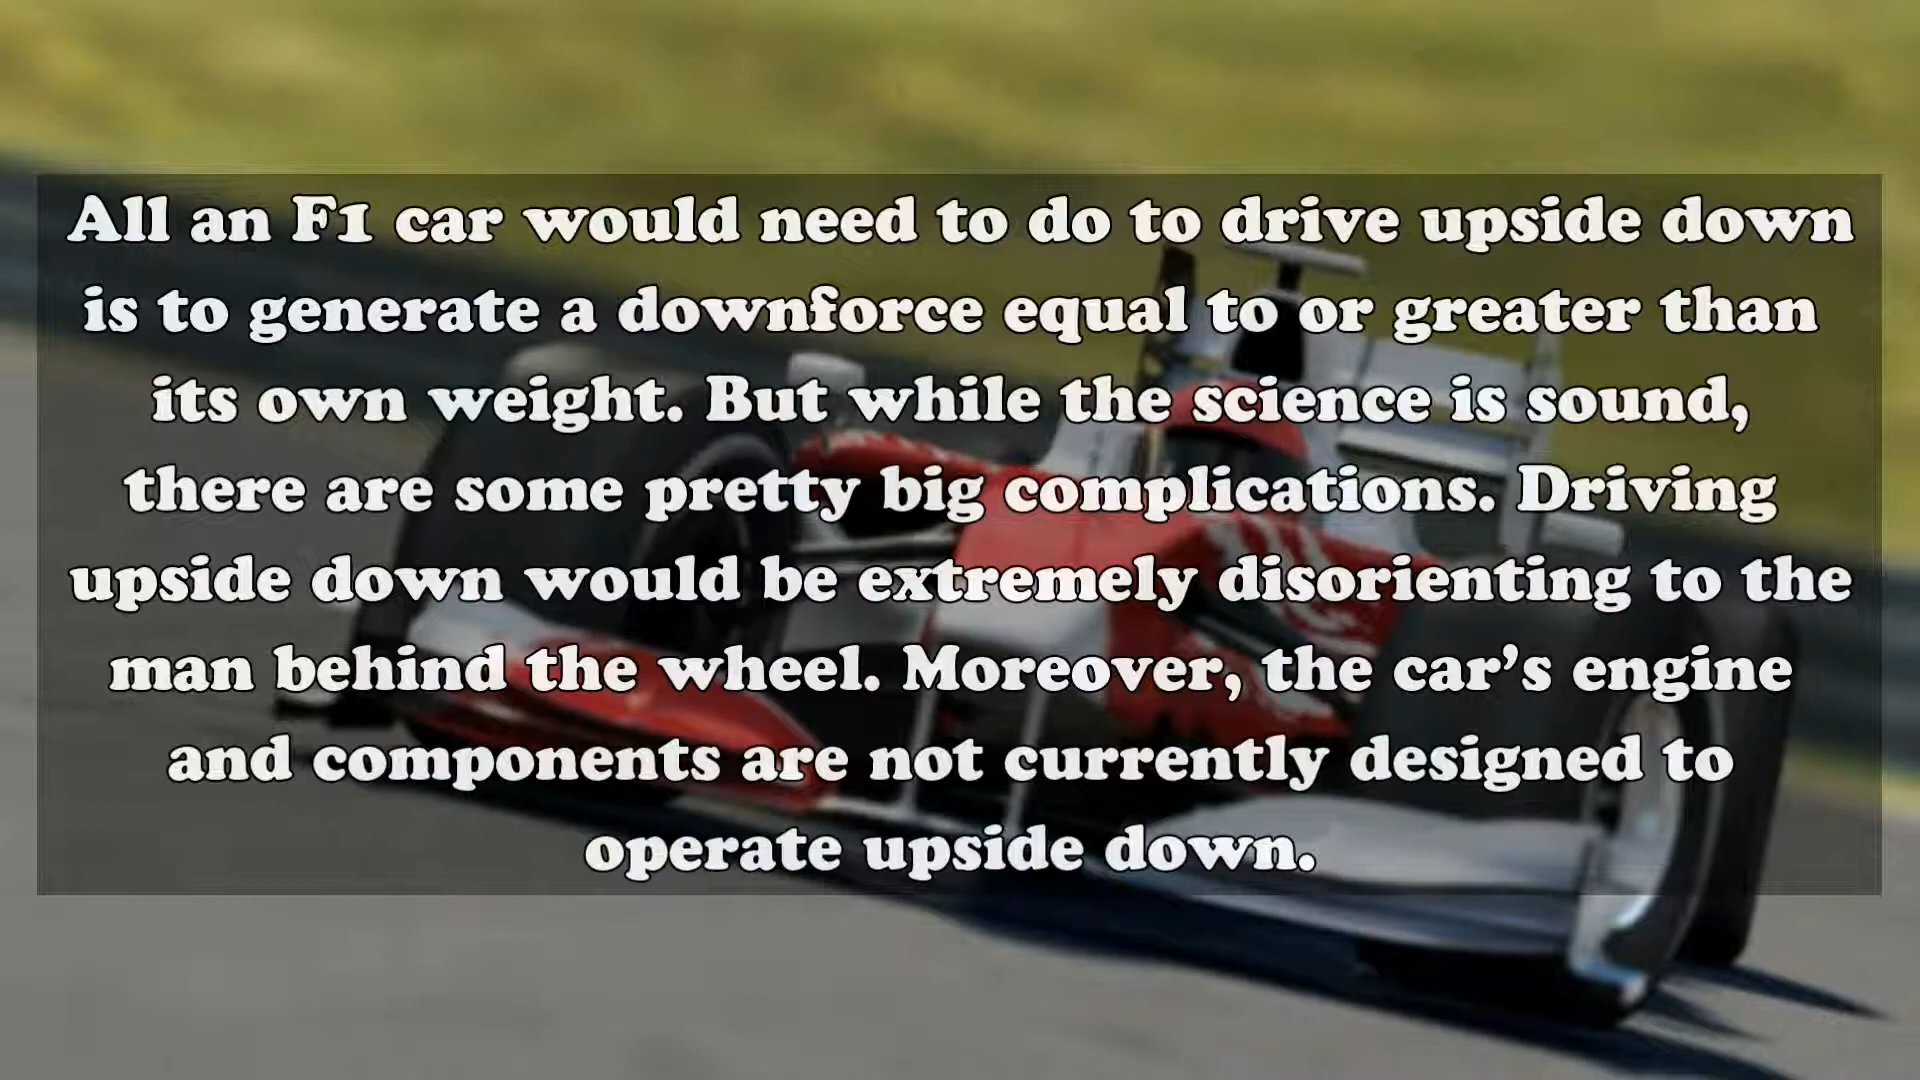 All an F1 car would need to do to drive upside down
is to generate a downforce equal to or greater than
its own weight. But while the science is sound,
there are some pretty big complications. Driving
upside down would be extremely disorienting to the
man behind the wheel. Moreover, the car’s engine
and components are not currently designed to
operate upside down.